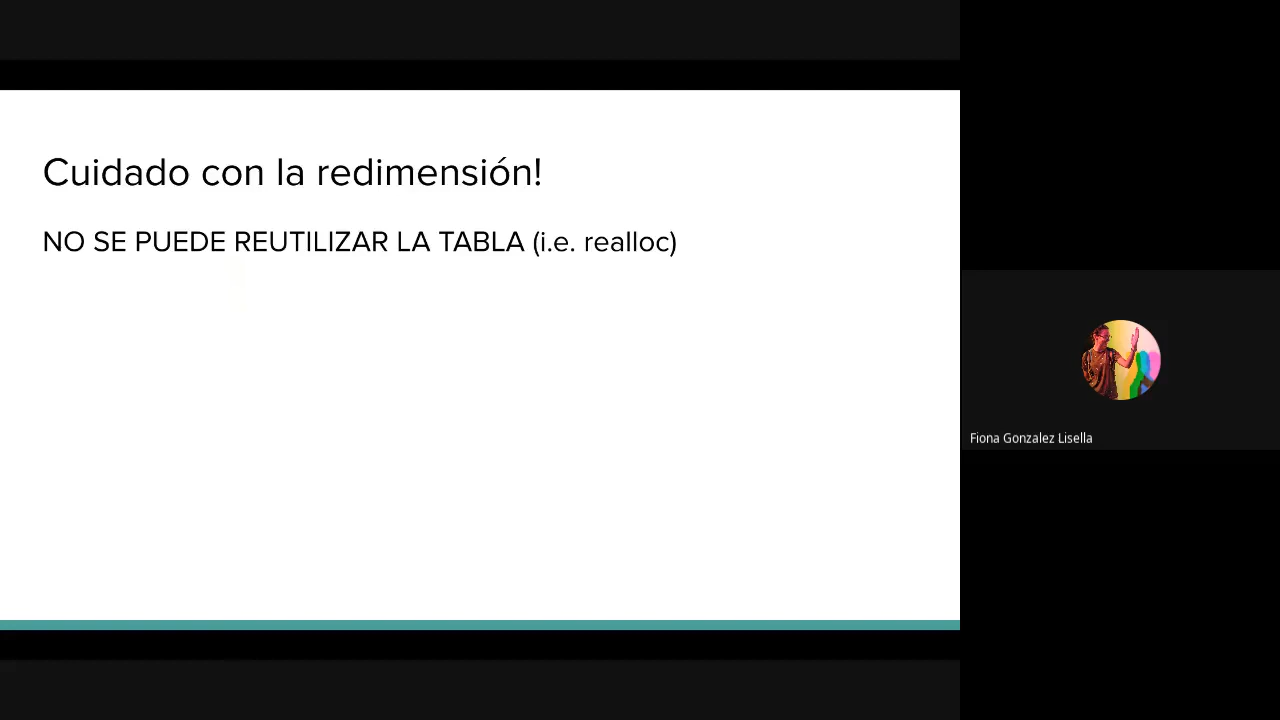 Cuidado con la redimensión!
NO SE PUEDE REUTILIZAR LA TABLA (i.e. realloc)
Fiona Gonzalez Lisella